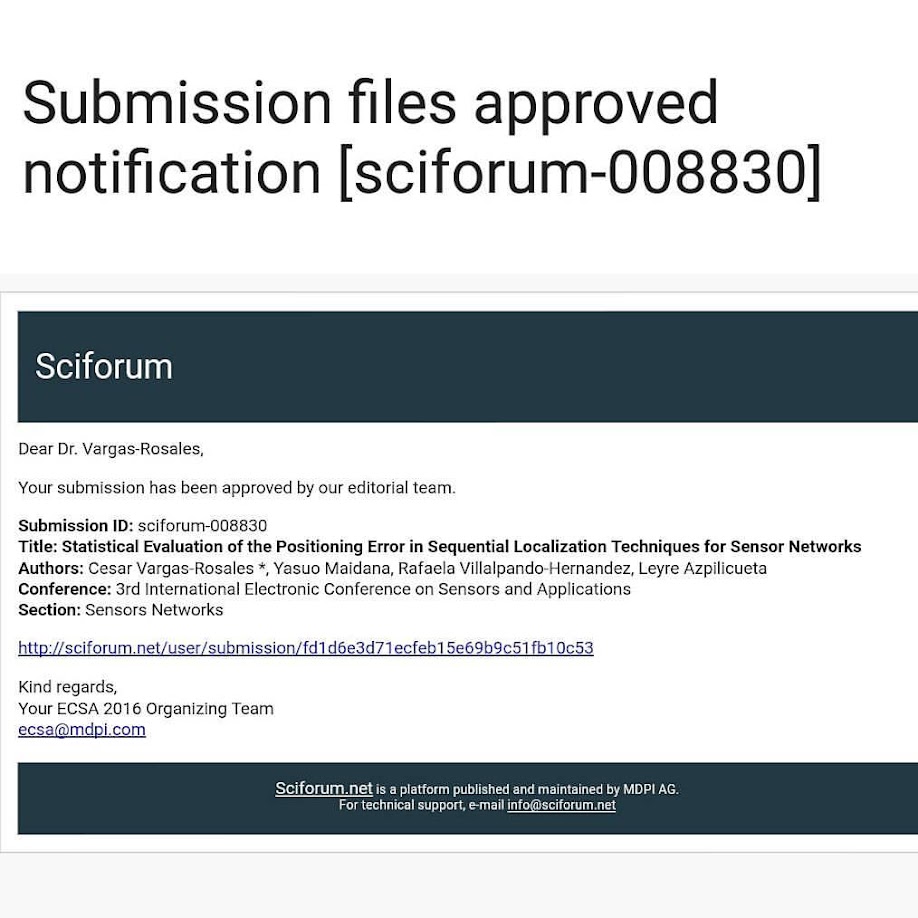 Submission files approved
notification [sciforum-008830]
Sciforum
Dear Dr. Vargas-Rosales,
Your submission has been approved by our editorial team.
Submission ID: sciforum-008830
Title: Statistical Evaluation of the Positioning Error in Sequential Localization Techniques for Sensor Networks
Authors: Cesar Vargas-Rosales *, Yasuo Maidana, Rafaela Villalpando-Hernandez, Leyre Azpilicueta
Conference: 3rd International Electronic Conference on Sensors and Applications
Section: Sensors Networks
http://sciforum.net/user/submission/fd1d6e3d71ecfeb15e69b9c51fb10c53
Kind regards,
Your ECSA 2016 Organizing Team
ecsa@mdpi.com
Sciforum.net is a platform published and maintained by MDPI AG.
For technical support, e-mail info@sciforum.net